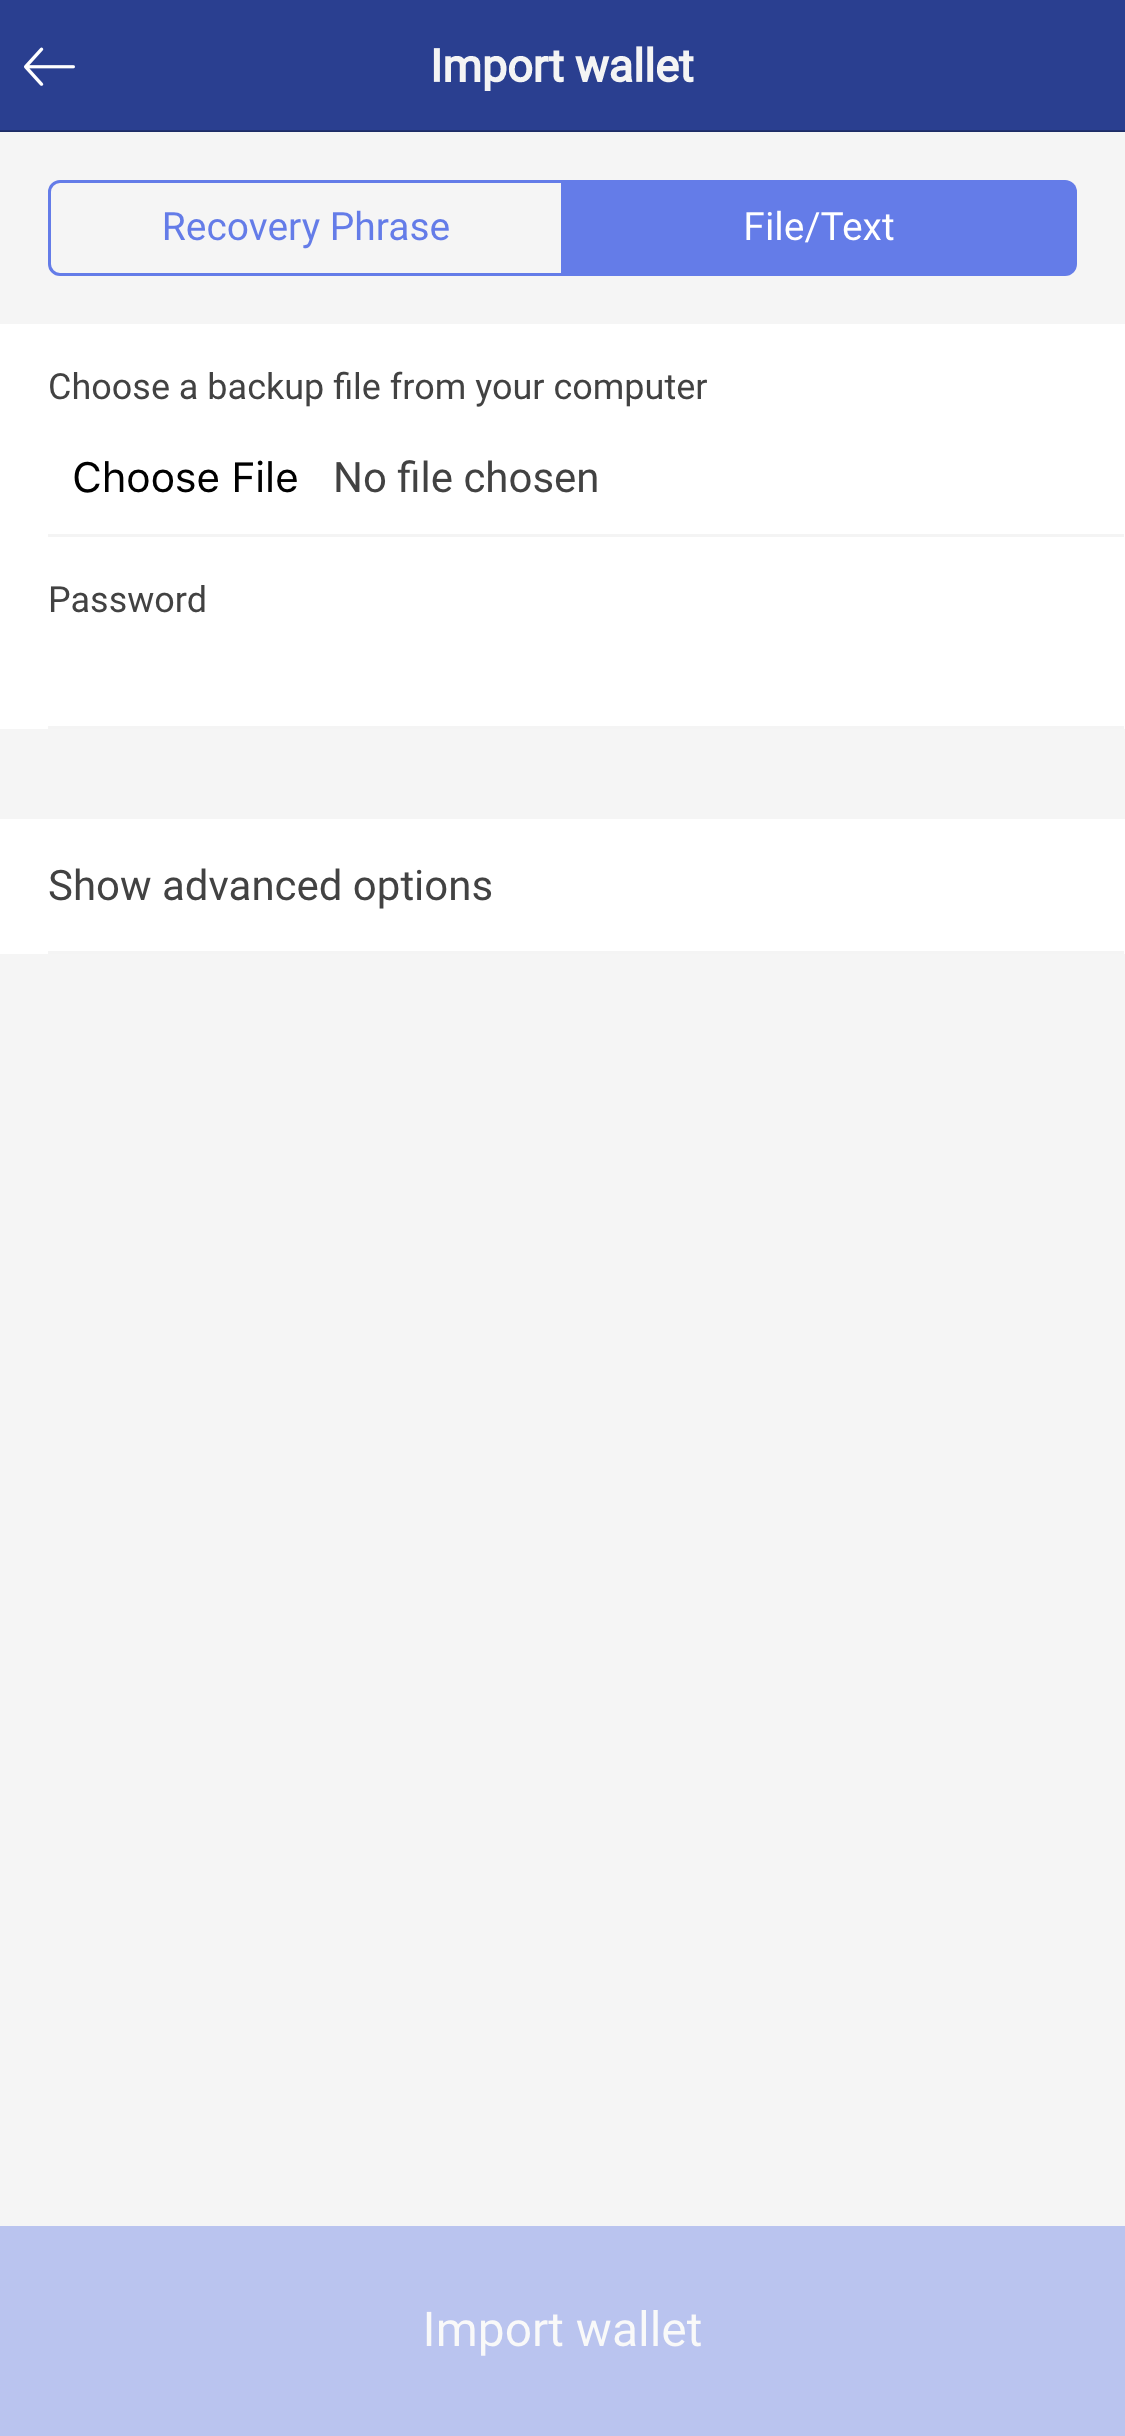 Import wallet
Recovery Phrase
File/Text
Choose a backup file from your computer
Choose File No file chosen
Password
Show advanced options
Import wallet